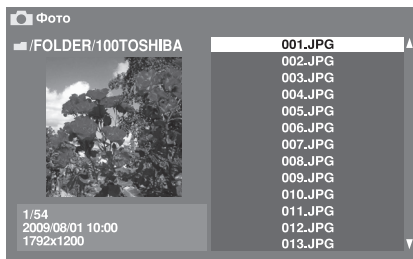 Фото
/FOLDER/100TOSHIBA
1/54
2009/08/01 10:00
1792x1200
001.JPG
002.JPG
003.JPG
004.JPG
005.JPG
006.JPG
007.JPG
008.JPG
009.JPG
010.JPG
011.JPG
012.JPG
013.JPG